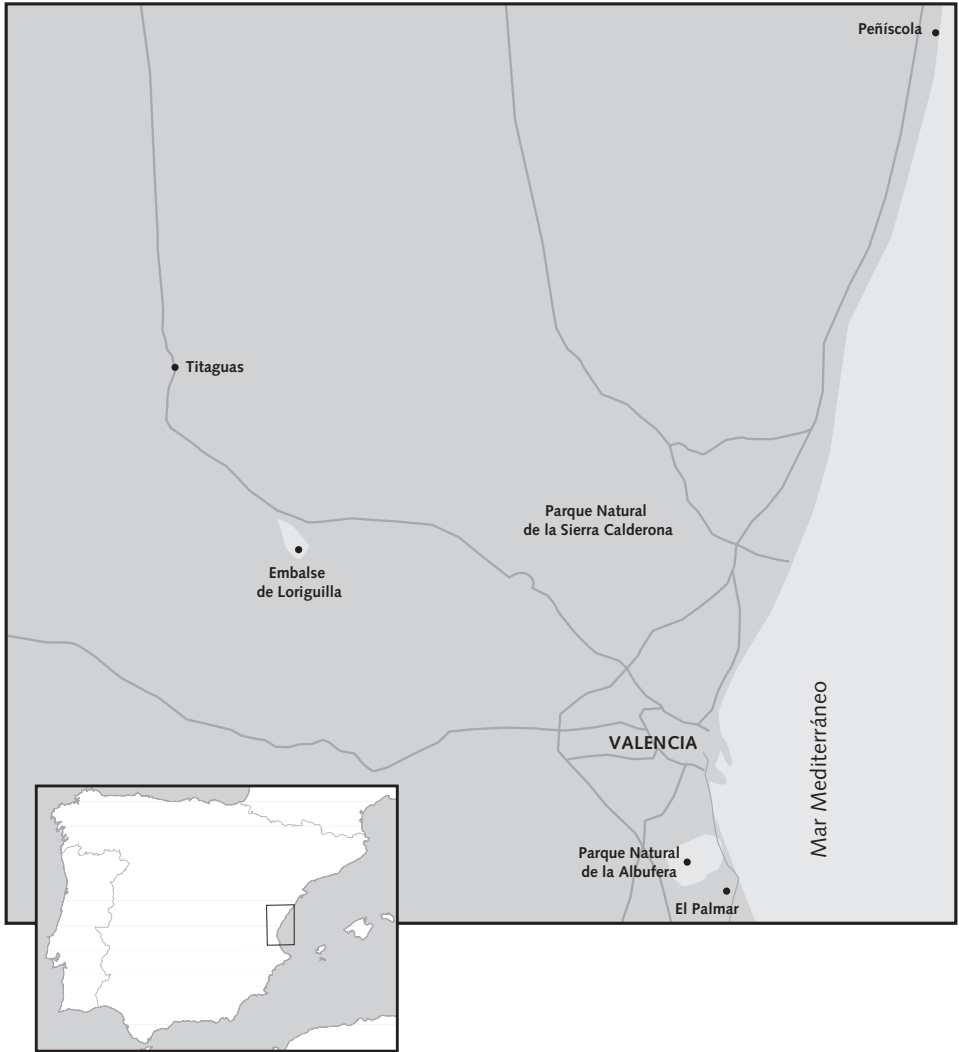 Peñíscola
Titaguas
Parque Natural
de la Sierra Calderona
Embalse
de Loriguilla
Mar Mediterráneo
VALENCIA
Parque Natural
de la Albufera
El Palmar